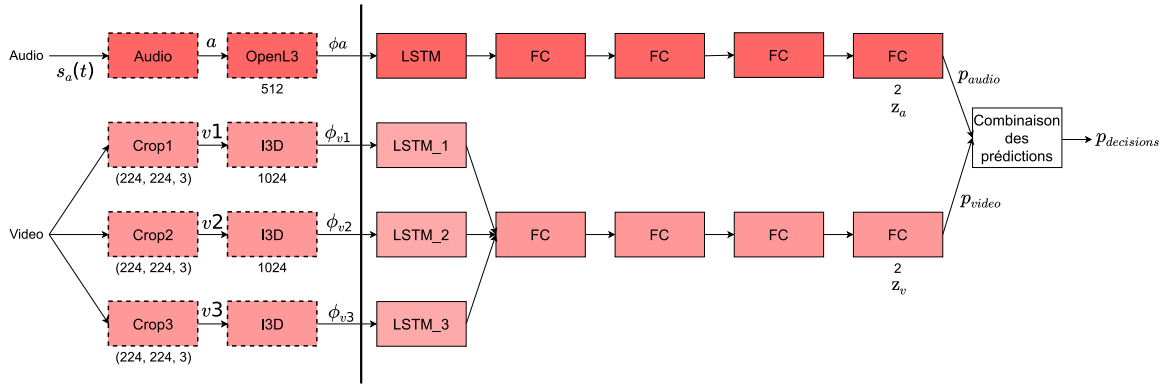 Audio
s_a(t)
Audio
a
OpenL3
512
ϕa
LSTM
FC
FC
FC
FC
2
z_a
p_audio
Crop1
(224, 224, 3)
v1
I3D
1024
ϕ_v1
LSTM_1
Combinaison
des
prédictions
p_decisions
Video
Crop2
(224, 224, 3)
v2
I3D
1024
ϕ_v2
LSTM_2
FC
FC
FC
FC
2
z_v
p_video
Crop3
(224, 224, 3)
v3
I3D
ϕ_v3
LSTM_3